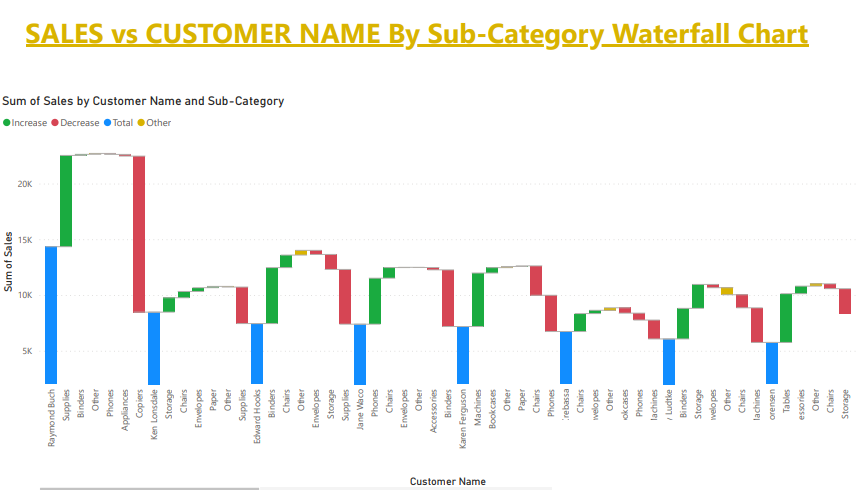 SALES vs CUSTOMER NAME By Sub-Category Waterfall Chart
Sum of Sales by Customer Name and Sub-Category
Increase Decrease Total Other
20K
15K
10K
5K
Sum of Sales
Raymond Buch
Supplies
Binders
Other
Phones
Appliances
Copiers
Ken Lonsdale
Storage
Chairs
Envelopes
Paper
Other
Supplies
Edward Hooks
Binders
Chairs
Other
Envelopes
Storage
Supplies
Jane Waco
Phones
Chairs
Envelopes
Other
Accessories
Binders
Karen Ferguson
Machines
Bookcases
Other
Paper
Chairs
Phones
rebassa
Chairs
velopes
Other
okcases
Phones
lachines
Ludtke
Binders
Storage
velopes
Other
Chairs
lachines
orensen
Tables
essories
Other
Chairs
Storage
Customer Name